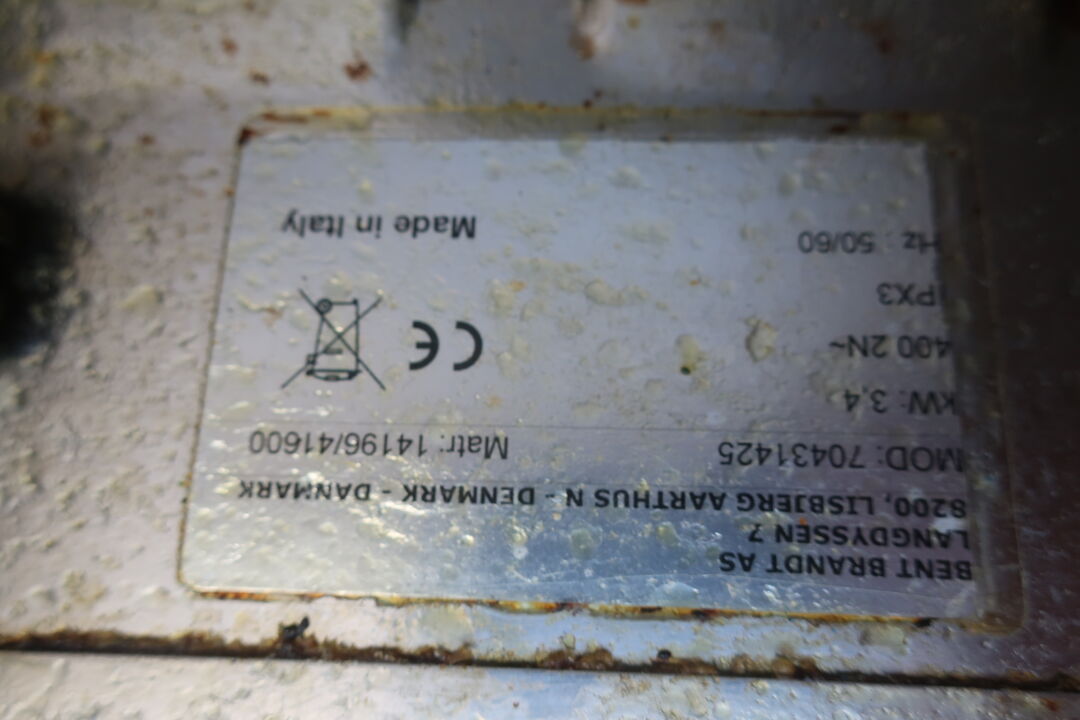 BENT BRANDT AS
LANGDYSSEN 7
8200, LISBJERG AARTHUS N - DENMARK - DANMARK
MOD: 70431425 Matr: 14196/41600
kW: 3,4
400 2N~
IPX3
Hz : 50/60
CE
Made in Italy